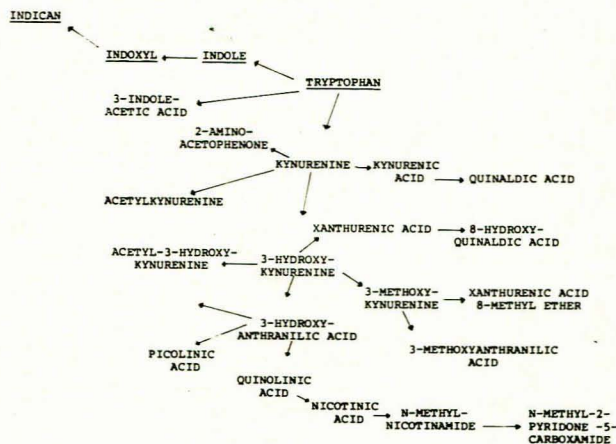 INDICAN
INDOXYL
INDOLE
TRYPTOPHAN
3-INDOLE-
ACETIC ACID
2-AMINO-
ACETOPHENONE
KYNURENINE
KYNURENIC
ACID
QUINALDIC ACID
ACETYLKYNURENINE
XANTHURENIC ACID
8-HYDROXY-
QUINALDIC ACID
ACETYL-3-HYDROXY-
KYNURENINE
3-HYDROXY-
KYNURENINE
3-METHOXY-
KYNURENINE
XANTHURENIC ACID
8-METHYL ETHER
3-HYDROXY-
ANTHRANILIC ACID
PICOLINIC
ACID
3-METHOXYANTHRANILIC
ACID
QUINOLINIC
ACID
NICOTINIC
ACID
N-METHYL-
NICOTINAMIDE
N-METHYL-2-
PYRIDONE -5-
CARBOXAMIDE